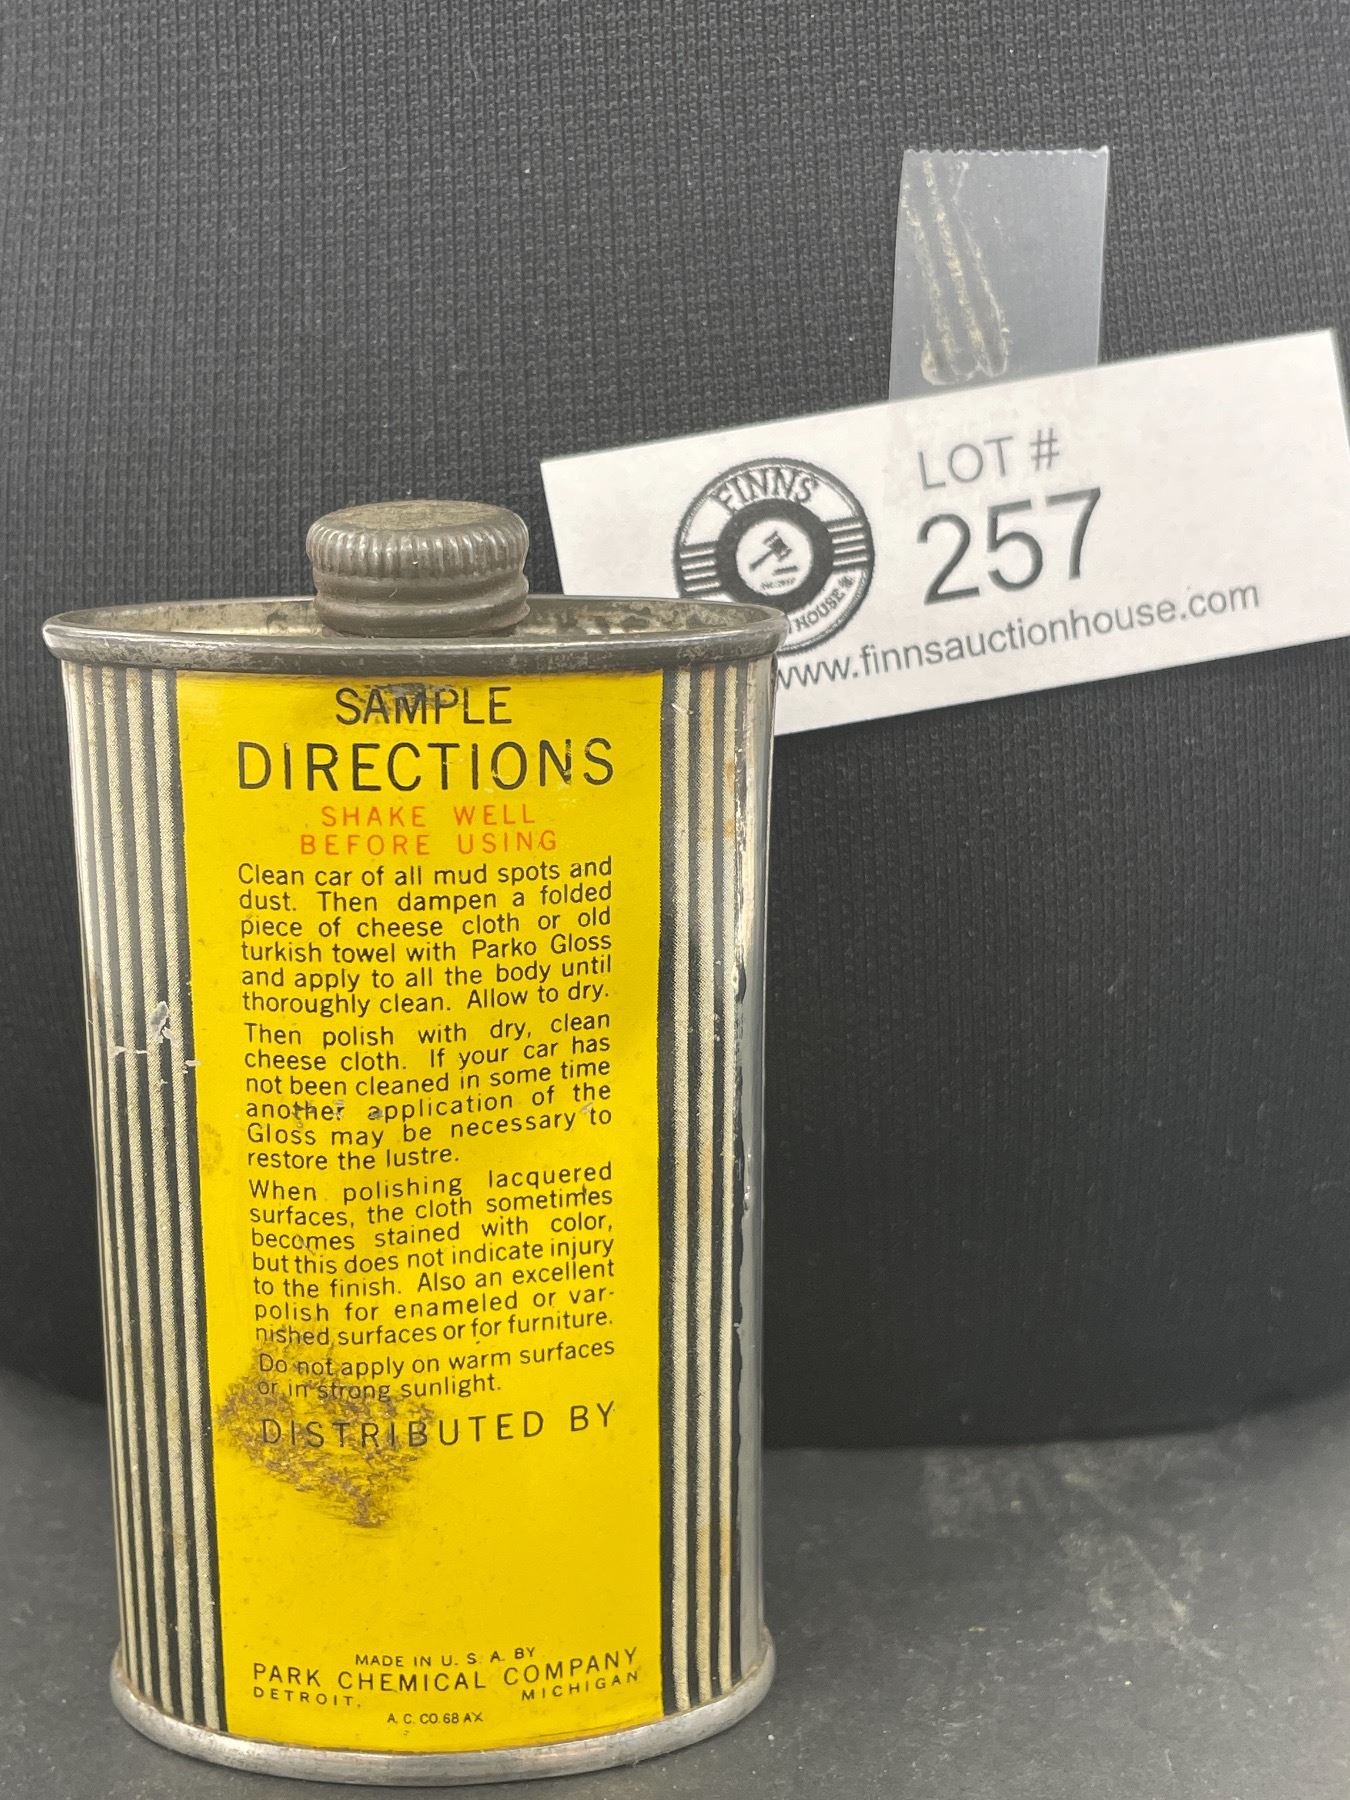 FINNS
HOUSE &
LOT #
257
www.finnsauctionhouse.com
SAMPLE
DIRECTIONS
SHAKE WELL
BEFORE USING
Clean car of all mud spots and
dust. Then dampen a folded
piece of cheese cloth or old
turkish towel with Parko Gloss
and apply to all the body until
thoroughly clean. Allow to dry.
Then polish with dry, clean
cheese cloth. If your car has
not been cleaned in some time
another application of the
Gloss may be necessary to
restore the lustre.
When polishing lacquered
surfaces, the cloth sometimes
becomes stained with color,
but this does not indicate injury
to the finish. Also an excellent
polish for enameled or var-
nished surfaces or for furniture.
Do not apply on warm surfaces
or in strong sunlight.
DISTRIBUTED BY
MADE IN U. S. A. BY
PARK CHEMICAL COMPANY
DETROIT, MICHIGAN
A. C. CO. 68 AX